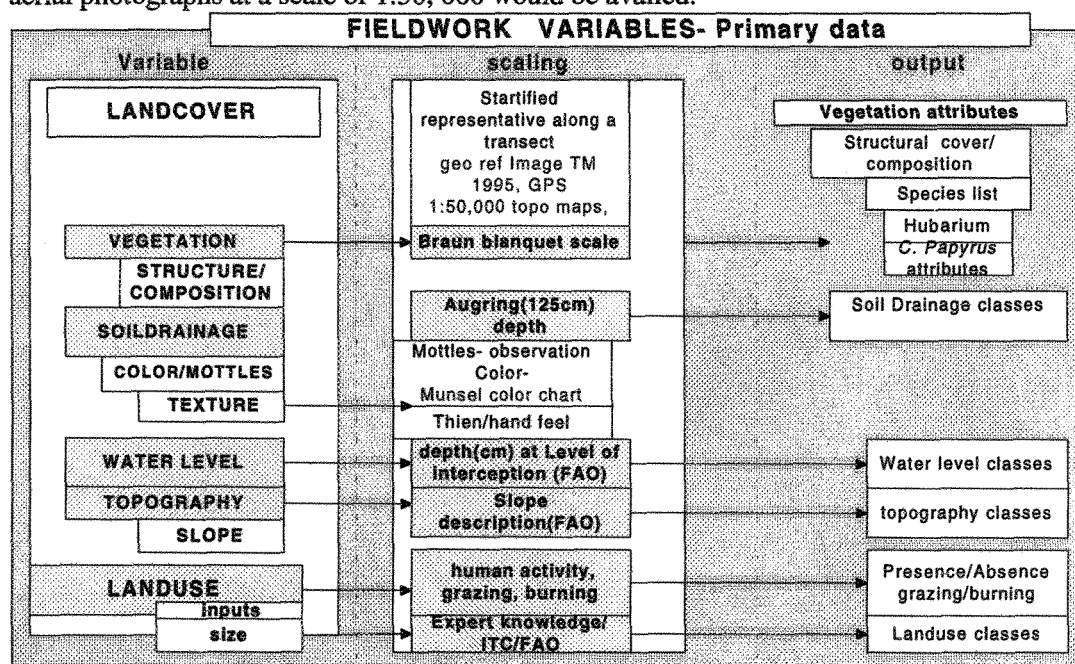 aerial photographs at a scale of 000 would be availed.
FIELDWORK VARIABLES- Primary data
Variable
scaling
output
LANDCOVER
Startified
representative along a
transect
geo ref Image TM
1995, GPS
1:50,000 topo maps,
Vegetation attributes
Structural cover/
composition
Species list
Hubarium
C. Papyrus
attributes
VEGETATION
Braun blanquet scale
STRUCTURE/
COMPOSITION
SOILDRAINAGE
Augring(125cm)
depth
Soil Drainage classes
COLOR/MOTTLES
Mottles- observation
Color-
Munsel color chart
TEXTURE
Thien/hand feel
WATER LEVEL
depth(cm) at Level of
Interception (FAO)
Water level classes
TOPOGRAPHY
Slope
description(FAO)
topography classes
SLOPE
LANDUSE
human activity,
grazing, burning
Presence/Absence
grazing/burning
inputs
size
Expert knowledge/
ITC/FAO
Landuse classes